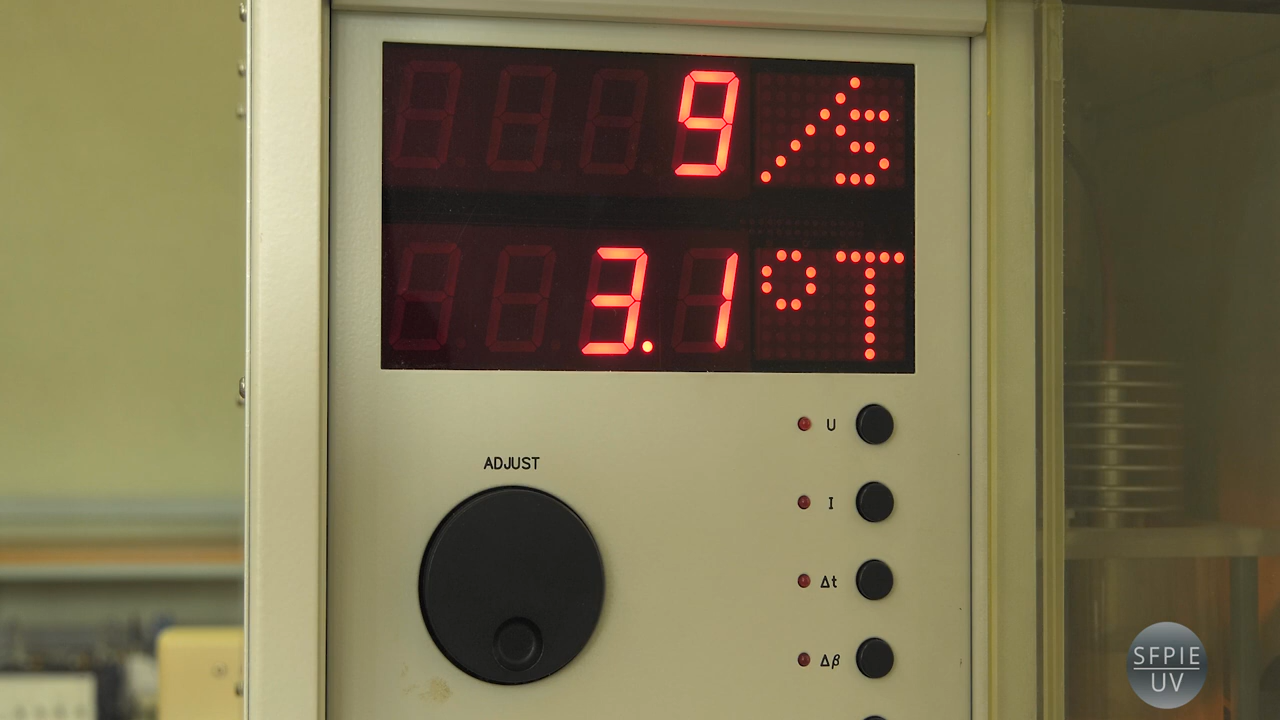 9/s
3.1°T
ADJUST
U
I
Δt
Δβ
SFPIE
UV